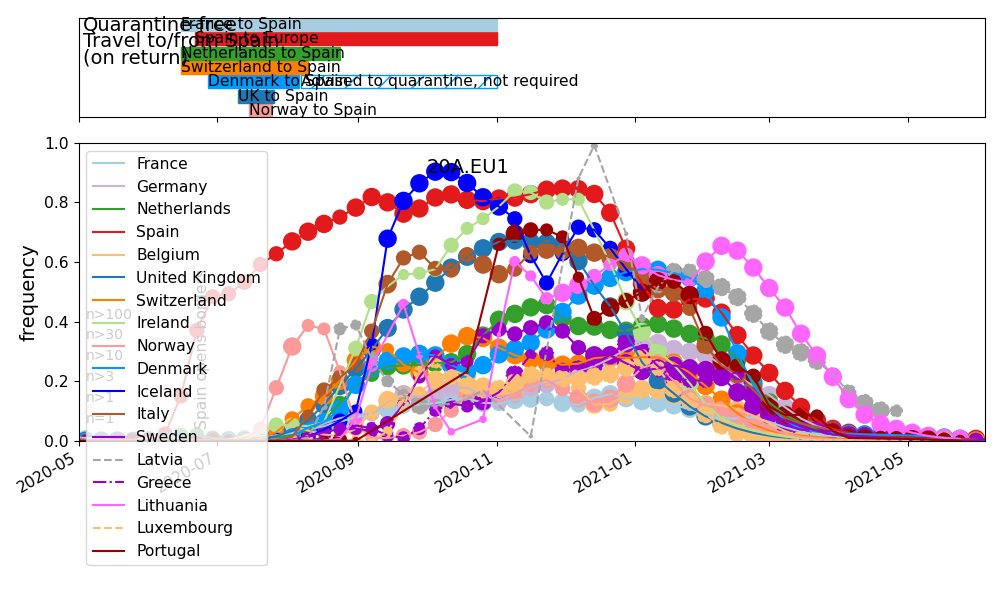 Quarantine-free
Travel to/from Spain
(on return)
France to Spain
Spain to Europe
Netherlands to Spain
Switzerland to Spain
Denmark to Spain
Advised to quarantine, not required
UK to Spain
Norway to Spain
20A.EU1
frequency
1.0
0.8
0.6
0.4
0.2
0.0
France
Germany
Netherlands
Spain
Belgium
United Kingdom
Switzerland
Ireland
Norway
Denmark
Iceland
Italy
Sweden
Latvia
Greece
Lithuania
Luxembourg
Portugal
n>100
n>30
n>10
n>3
n>1
n=1
Spain opens borders
2020-05
2020-07
2020-09
2020-11
2021-01
2021-03
2021-05